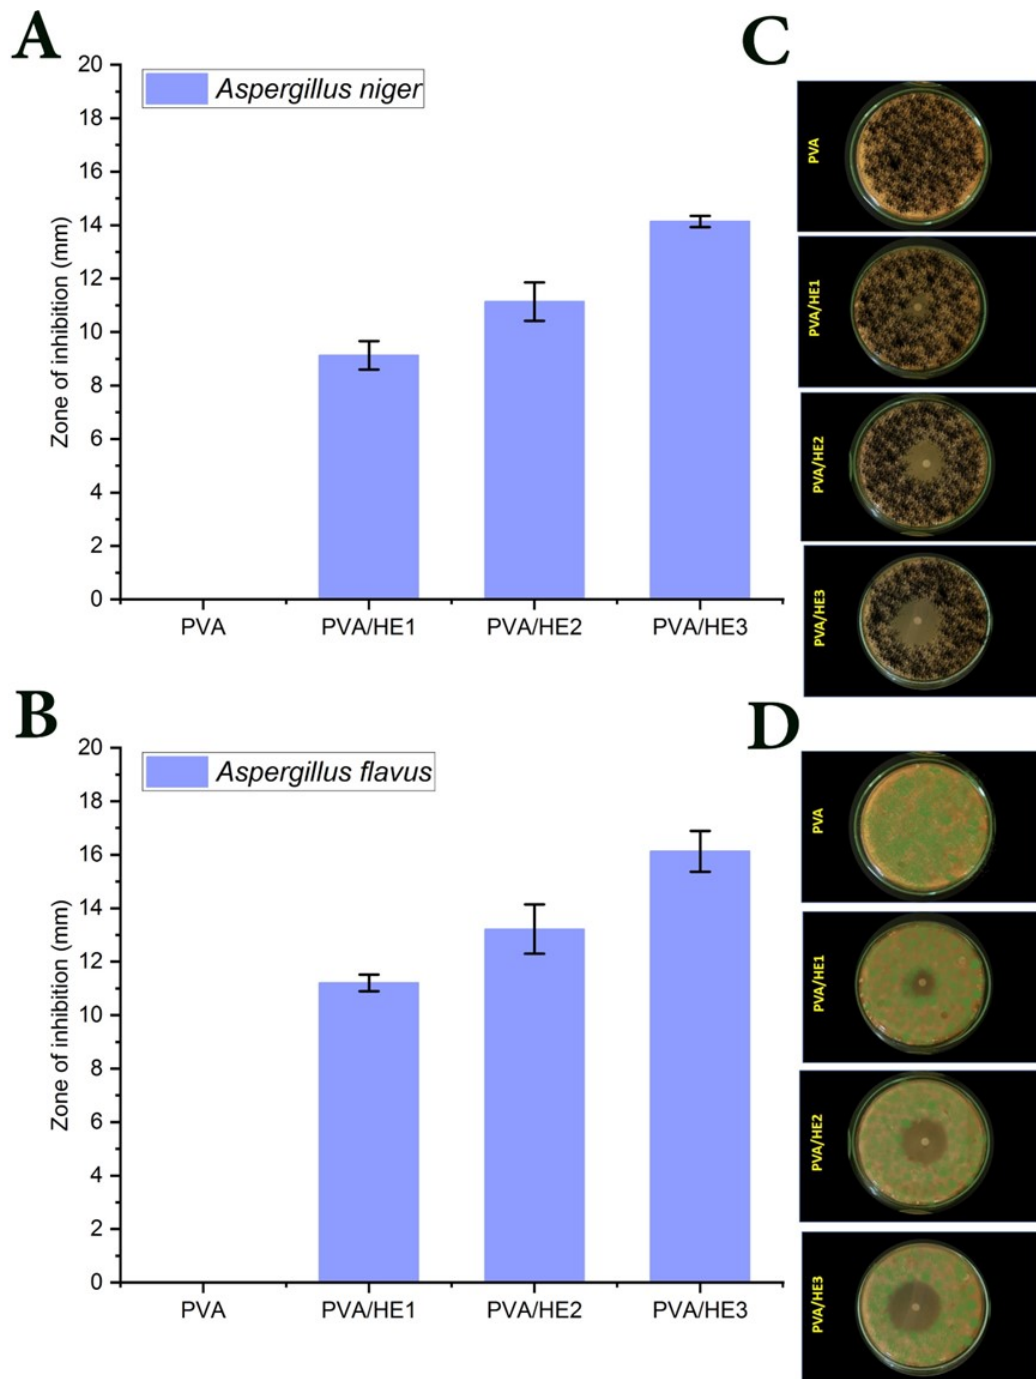 A
20
18
16
14
12
10
8
6
4
2
0
Zone of inhibition (mm)
Aspergillus niger
PVA
PVA/HE1
PVA/HE2
PVA/HE3
C
PVA
PVA/HE1
PVA/HE2
PVA/HE3
B
20
18
16
14
12
10
8
6
4
2
0
Zone of inhibition (mm)
Aspergillus flavus
PVA
PVA/HE1
PVA/HE2
PVA/HE3
D
PVA
PVA/HE1
PVA/HE2
PVA/HE3